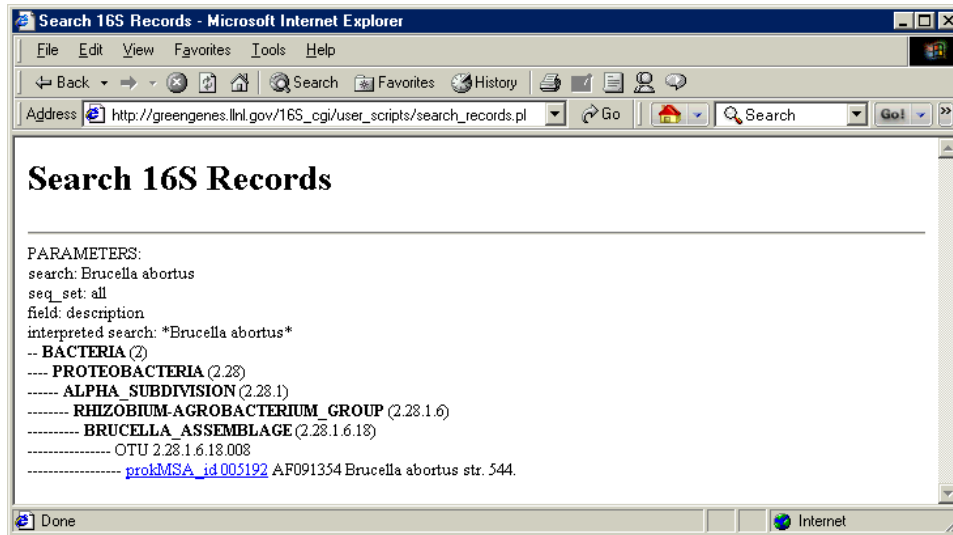 Search 16S Records - Microsoft Internet Explorer
File Edit View Favorites Tools Help
Back Search Favorites History
Address http://greengenes.llnl.gov/16S_cgi/user_scripts/search_records.pl Go Search Go! »
Search 16S Records
PARAMETERS:
search: Brucella abortus
seq_set: all
field: description
interpreted search: *Brucella abortus*
-- BACTERIA (2)
---- PROTEOBACTERIA (2.28)
------ ALPHA_SUBDIVISION (2.28.1)
-------- RHIZOBIUM-AGROBACTERIUM_GROUP (2.28.1.6)
---------- BRUCELLA_ASSEMBLAGE (2.28.1.6.18)
---------------- OTU 2.28.1.6.18.008
------------------ prokMSA_id 005192 AF091354 Brucella abortus str. 544.
Done Internet